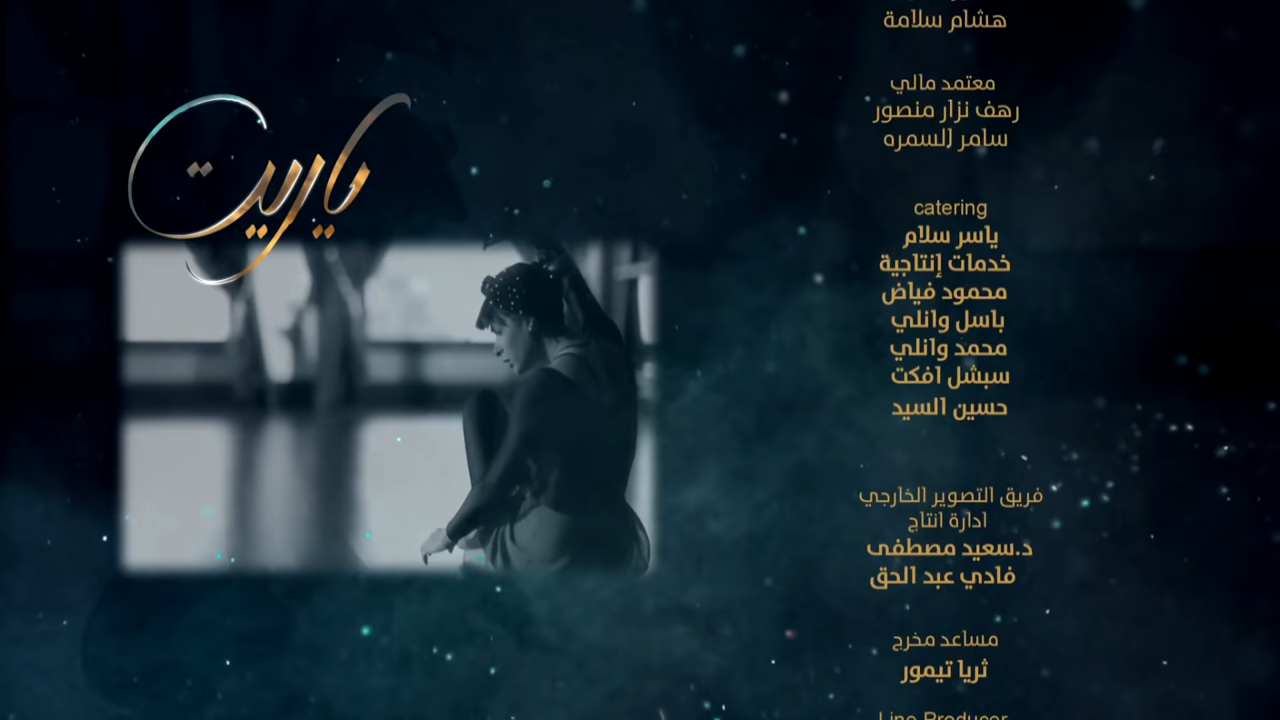 ياريت
هشام سلامة
معتمد مالي
رهف نزار منصور
سامر السمره
catering
ياسر سلام
خدمات إنتاجية
محمود فياض
باسل وانلي
محمد وانلي
سبشل افكت
حسين السيد
فريق التصوير الخارجي
ادارة انتاج
د.سعيد مصطفى
فادي عبد الحق
مساعد مخرج
ثريا تيمور
Line Producer